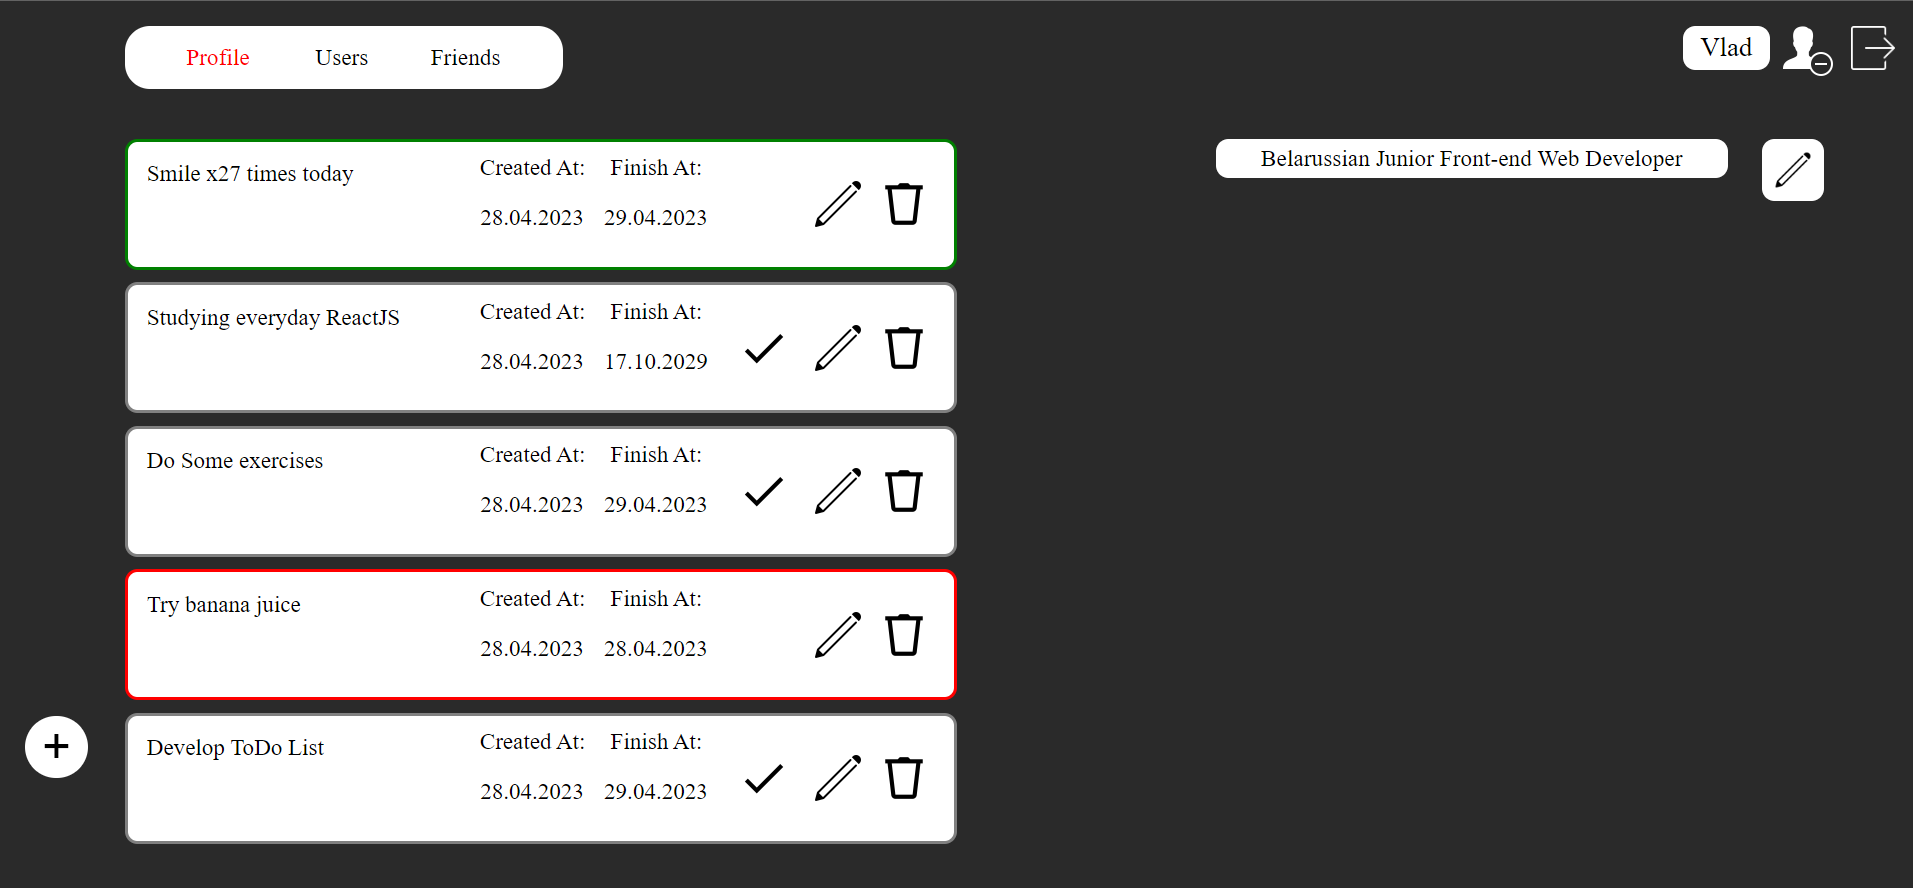 Profile Users Friends
Vlad
Belarussian Junior Front-end Web Developer
Smile x27 times today
Created At: Finish At:
28.04.2023 29.04.2023
Studying everyday ReactJS
Created At: Finish At:
28.04.2023 17.10.2029
Do Some exercises
Created At: Finish At:
28.04.2023 29.04.2023
Try banana juice
Created At: Finish At:
28.04.2023 28.04.2023
Develop ToDo List
Created At: Finish At:
28.04.2023 29.04.2023